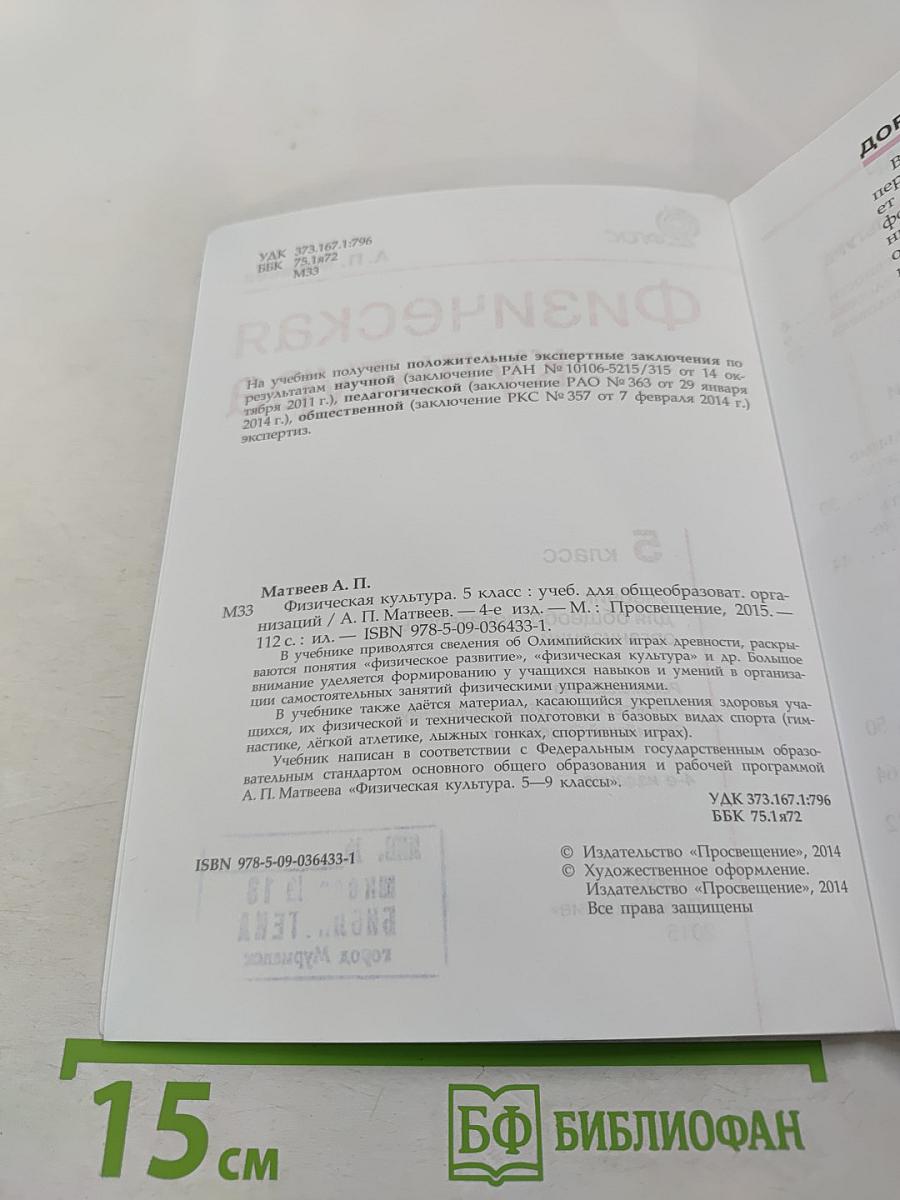 УДК 373.167.1:796
ББК 75.1я72
М33
На учебник получены положительные экспертные заключения по
результатам научной (заключение РАН № 10106-5215/315 от 14 ок-
тября 2011 г.), педагогической (заключение РАО № 363 от 29 января
2014 г.), общественной (заключение РКС № 357 от 7 февраля 2014 г.)
экспертиз.
Матвеев А. П.
М33 Физическая культура. 5 класс : учеб. для общеобразоват. орга-
низаций / А. П. Матвеев. — 4-е изд. — М. : Просвещение, 2015. —
112 с. : ил. — ISBN 978-5-09-036433-1.
В учебнике приводятся сведения об Олимпийских играх древности, раскры-
ваются понятия «физическое развитие», «физическая культура» и др. Большое
внимание уделяется формированию у учащихся навыков и умений в организа-
ции самостоятельных занятий физическими упражнениями.
В учебнике также даётся материал, касающийся укрепления здоровья уча-
щихся, их физической и технической подготовки в базовых видах спорта (гим-
настике, лёгкой атлетике, лыжных гонках, спортивных играх).
Учебник написан в соответствии с Федеральным государственным образо-
вательным стандартом основного общего образования и рабочей программой
А. П. Матвеева «Физическая культура. 5—9 классы».
УДК 373.167.1:796
ББК 75.1я72
ISBN 978-5-09-036433-1
© Издательство «Просвещение», 2014
© Художественное оформление.
Издательство «Просвещение», 2014
Все права защищены
15 см
БФ БИБЛИОФАН